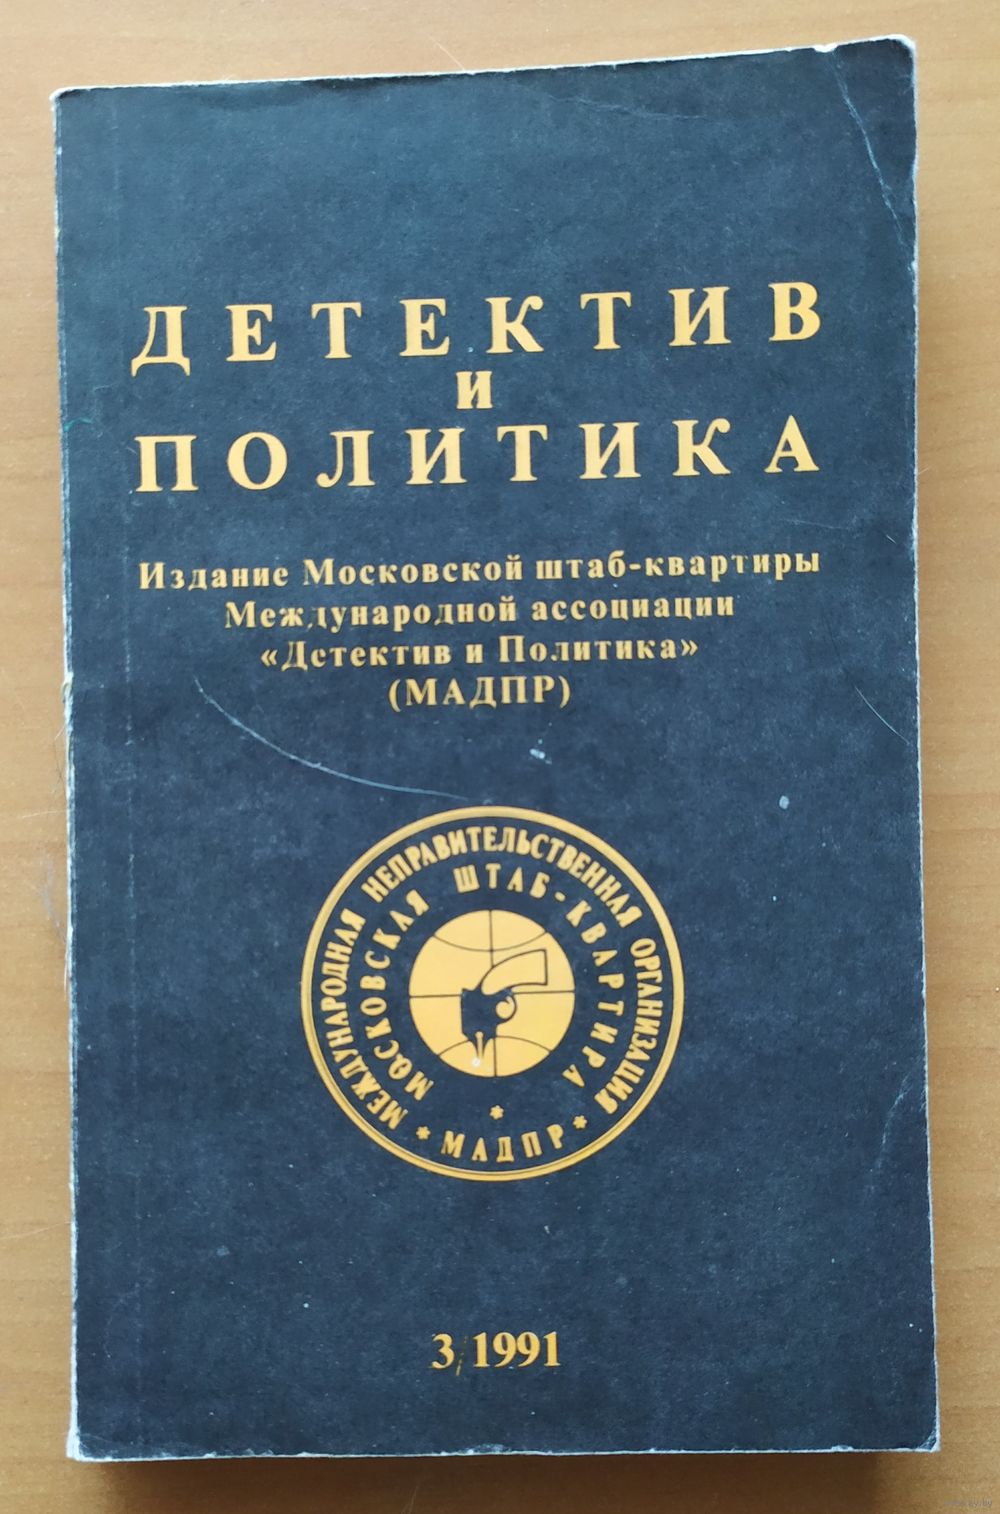 ДЕТЕКТИВ
И
ПОЛИТИКА
Издание Московской штаб-квартиры
Международной ассоциации
«Детектив и Политика»
(МАДПР)
МЕЖДУНАРОДНАЯ НЕПРАВИТЕЛЬСТВЕННАЯ ОРГАНИЗАЦИЯ
МОСКОВСКАЯ ШТАБ-КВАРТИРА
* МАДПР *
*
3/1991